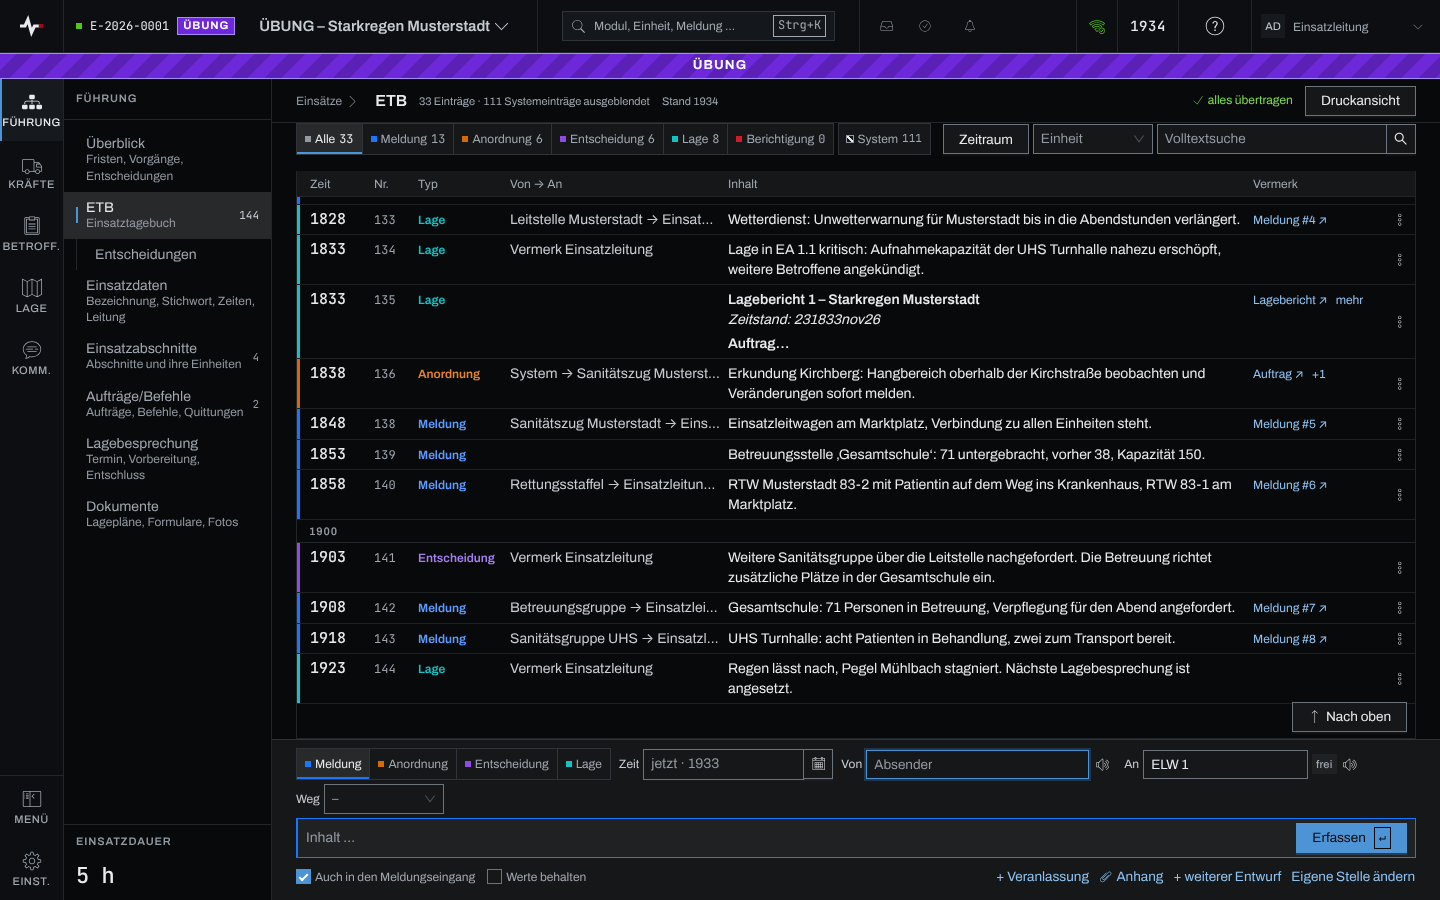 E-2026-0001 ÜBUNG ÜBUNG – Starkregen Musterstadt Modul, Einheit, Meldung ... Strg+K 1934 ? AD Einsatzleitung
ÜBUNG
FÜHRUNG
KRÄFTE
BETROFF.
LAGE
KOMM.
MENÜ
EINST.
FÜHRUNG
Überblick
Fristen, Vorgänge,
Entscheidungen
ETB
Einsatztagebuch 144
Entscheidungen
Einsatzdaten
Bezeichnung, Stichwort, Zeiten,
Leitung
Einsatzabschnitte
Abschnitte und ihre Einheiten 4
Aufträge/Befehle
Aufträge, Befehle, Quittungen 2
Lagebesprechung
Termin, Vorbereitung,
Entschluss
Dokumente
Lagepläne, Formulare, Fotos
EINSATZDAUER
5 h
Einsätze ETB 33 Einträge · 111 Systemeinträge ausgeblendet Stand 1934 alles übertragen Druckansicht
Alle 33 Meldung 13 Anordnung 6 Entscheidung 6 Lage 8 Berichtigung 0 System 111 Zeitraum Einheit Volltextsuche
Zeit Nr. Typ Von → An Inhalt Vermerk
1828 133 Lage Leitstelle Musterstadt → Einsat... Wetterdienst: Unwetterwarnung für Musterstadt bis in die Abendstunden verlängert. Meldung #4 ↗
1833 134 Lage Vermerk Einsatzleitung Lage in EA 1.1 kritisch: Aufnahmekapazität der UHS Turnhalle nahezu erschöpft,
weitere Betroffene angekündigt.
1833 135 Lage Lagebericht 1 – Starkregen Musterstadt Lagebericht ↗ mehr
Zeitstand: 231833nov26
Auftrag...
1838 136 Anordnung System → Sanitätszug Musterst... Erkundung Kirchberg: Hangbereich oberhalb der Kirchstraße beobachten und Auftrag ↗ +1
Veränderungen sofort melden.
1848 138 Meldung Sanitätszug Musterstadt → Eins... Einsatzleitwagen am Marktplatz, Verbindung zu allen Einheiten steht. Meldung #5 ↗
1853 139 Meldung Betreuungsstelle ‚Gesamtschule‘: 71 untergebracht, vorher 38, Kapazität 150.
1858 140 Meldung Rettungsstaffel → Einsatzleitun... RTW Musterstadt 83-2 mit Patientin auf dem Weg ins Krankenhaus, RTW 83-1 am Meldung #6 ↗
Marktplatz.
1900
1903 141 Entscheidung Vermerk Einsatzleitung Weitere Sanitätsgruppe über die Leitstelle nachgefordert. Die Betreuung richtet
zusätzliche Plätze in der Gesamtschule ein.
1908 142 Meldung Betreuungsgruppe → Einsatzlei... Gesamtschule: 71 Personen in Betreuung, Verpflegung für den Abend angefordert. Meldung #7 ↗
1918 143 Meldung Sanitätsgruppe UHS → Einsatzl... UHS Turnhalle: acht Patienten in Behandlung, zwei zum Transport bereit. Meldung #8 ↗
1923 144 Lage Vermerk Einsatzleitung Regen lässt nach, Pegel Mühlbach stagniert. Nächste Lagebesprechung ist
angesetzt.
↑ Nach oben
Meldung Anordnung Entscheidung Lage Zeit jetzt · 1933 Von Absender An ELW 1 frei
Weg –
Inhalt ... Erfassen ↵
Auch in den Meldungseingang Werte behalten + Veranlassung Anhang + weiterer Entwurf Eigene Stelle ändern